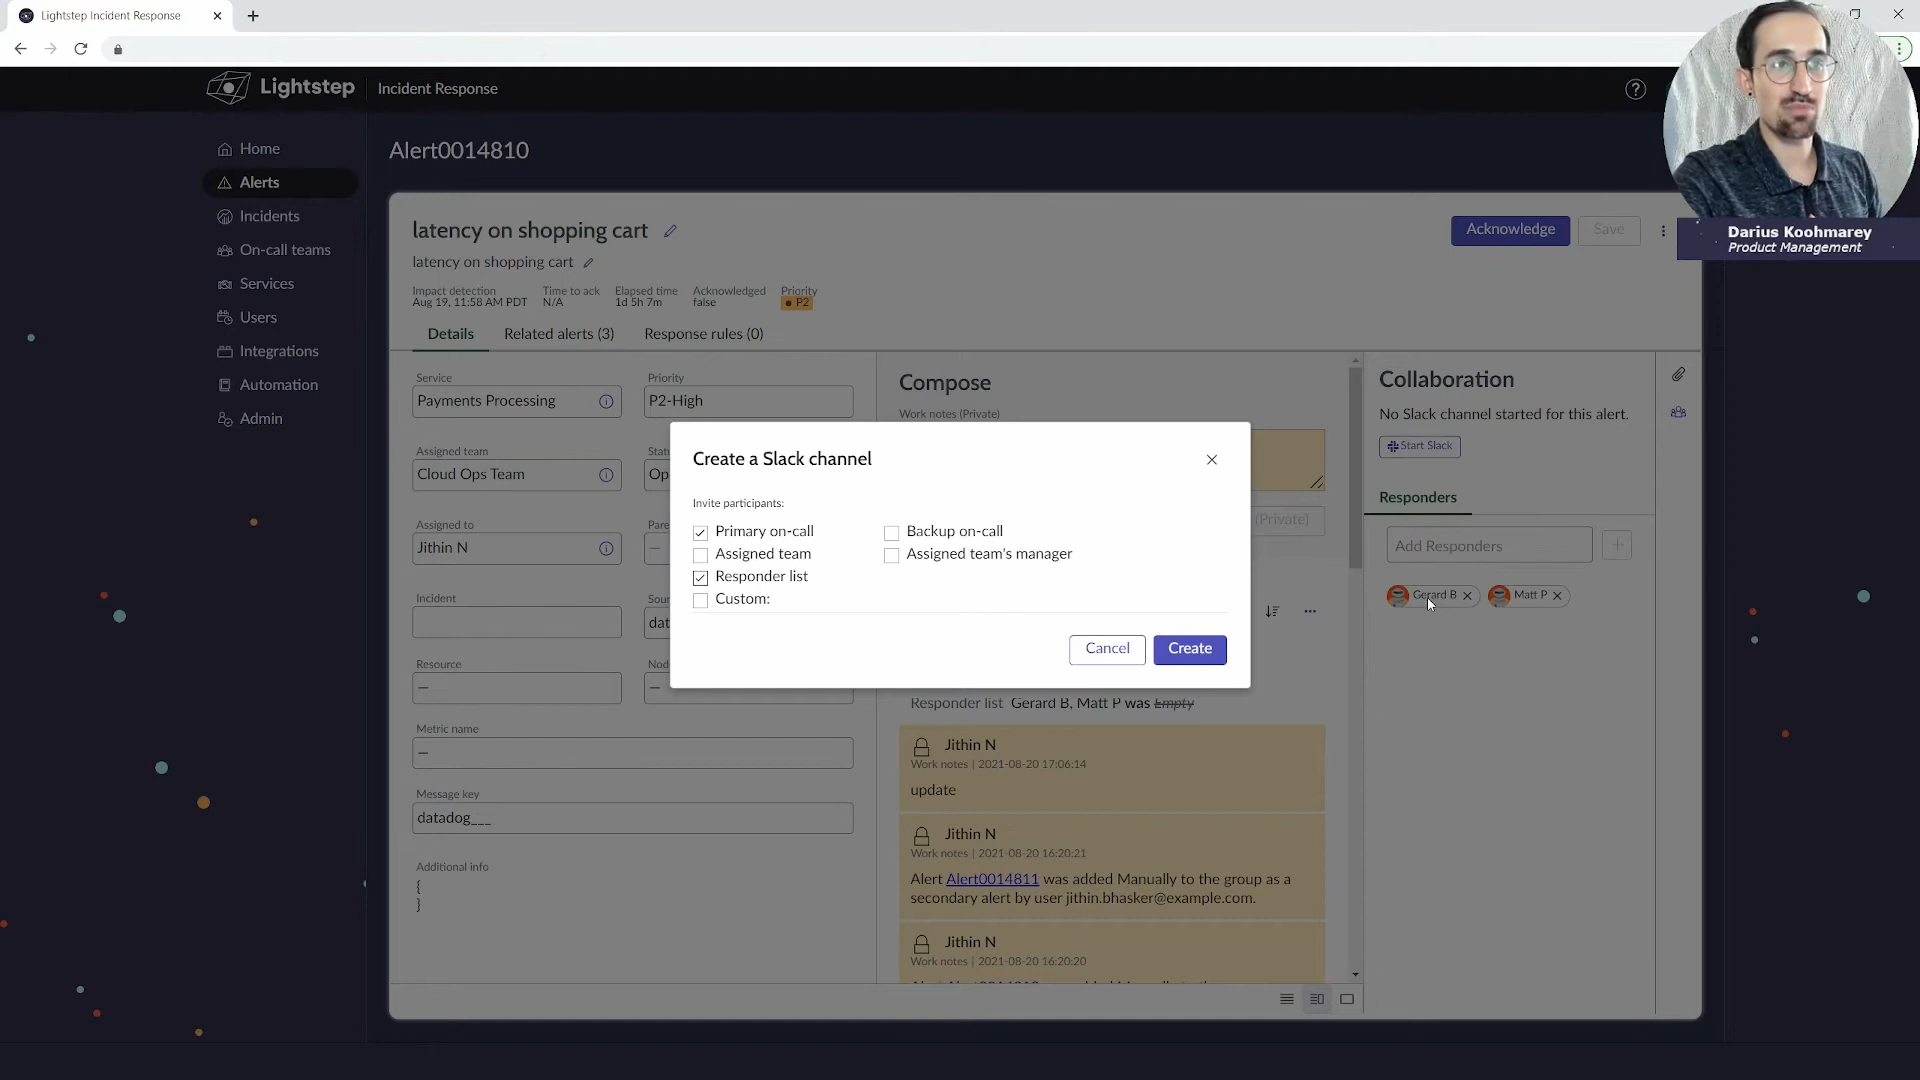 Lightstep Incident Response
Lightstep
Incident Response
Darius Koohmarey
Product Management
Home
Alerts
Incidents
On-call teams
Services
Users
Integrations
Automation
Admin
Alert0014810
latency on shopping cart
latency on shopping cart
Acknowledge
Save
Impact detection
Aug 19, 11:58 AM PDT
Time to ack
N/A
Elapsed time
1d 5h 7m
Acknowledged
false
Priority
P2
Details
Related alerts (3)
Response rules (0)
Service
Payments Processing
Priority
P2-High
Assigned team
Cloud Ops Team
Assigned to
Jithin N
Incident
Resource
—
—
—
Metric name
—
Message key
datadog___
Additional info
{
}
Compose
Work notes (Private)
(Private)
Create a Slack channel
Invite participants:
Primary on-call
Backup on-call
Assigned team
Assigned team's manager
Responder list
Custom:
Cancel
Create
Responder list Gerard B, Matt P was Empty
Jithin N
Work notes | 2021-08-20 17:06:14
update
Jithin N
Work notes | 2021-08-20 16:20:21
Alert Alert0014811 was added Manually to the group as a
secondary alert by user jithin.bhasker@example.com.
Jithin N
Work notes | 2021-08-20 16:20:20
Collaboration
No Slack channel started for this alert.
Start Slack
Responders
Add Responders
Gerard B
Matt P